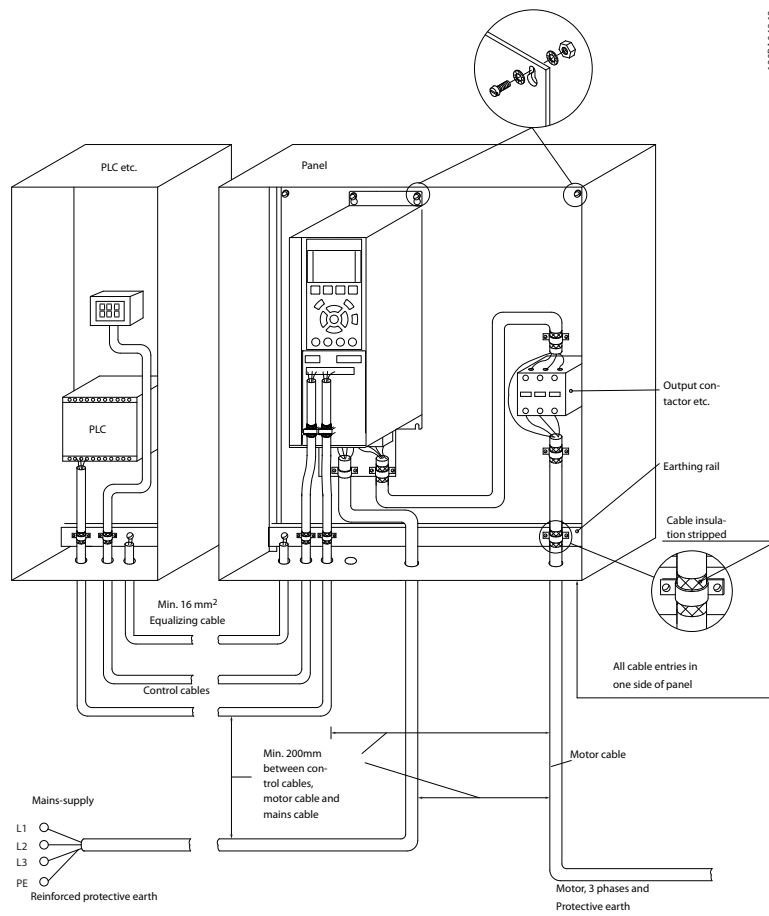 PLC etc.
Panel
PLC
Output con-
tactor etc.
Earthing rail
Cable insula-
tion stripped
Min. 16 mm²
Equalizing cable
All cable entries in
one side of panel
Control cables
Min. 200mm
between con-
trol cables,
motor cable and
mains cable
Motor cable
Mains-supply
L1
L2
L3
PE
Reinforced protective earth
Motor, 3 phases and
Protective earth